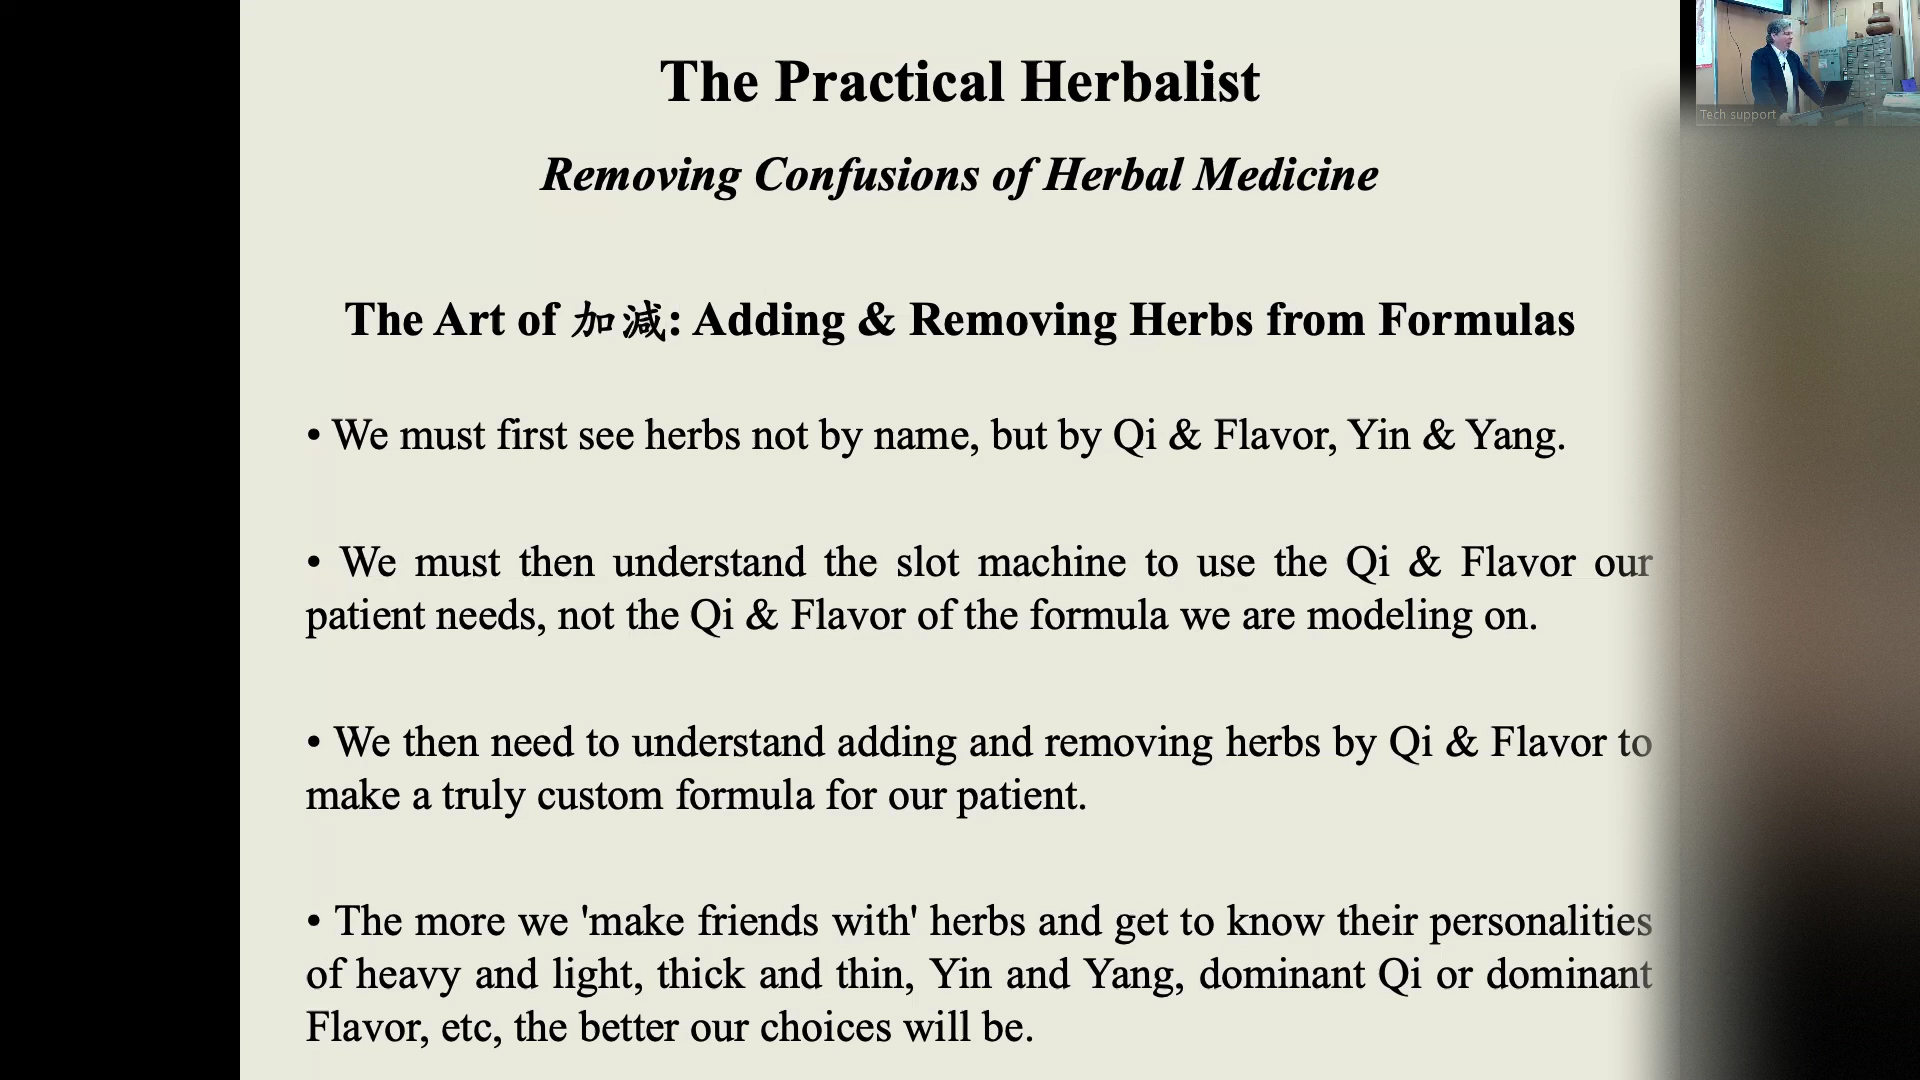 The Practical Herbalist
Removing Confusions of Herbal Medicine
The Art of 加減: Adding & Removing Herbs from Formulas
• We must first see herbs not by name, but by Qi & Flavor, Yin & Yang.
• We must then understand the slot machine to use the Qi & Flavor our
patient needs, not the Qi & Flavor of the formula we are modeling on.
• We then need to understand adding and removing herbs by Qi & Flavor to
make a truly custom formula for our patient.
• The more we 'make friends with' herbs and get to know their personalities
of heavy and light, thick and thin, Yin and Yang, dominant Qi or dominant
Flavor, etc, the better our choices will be.
Tech support